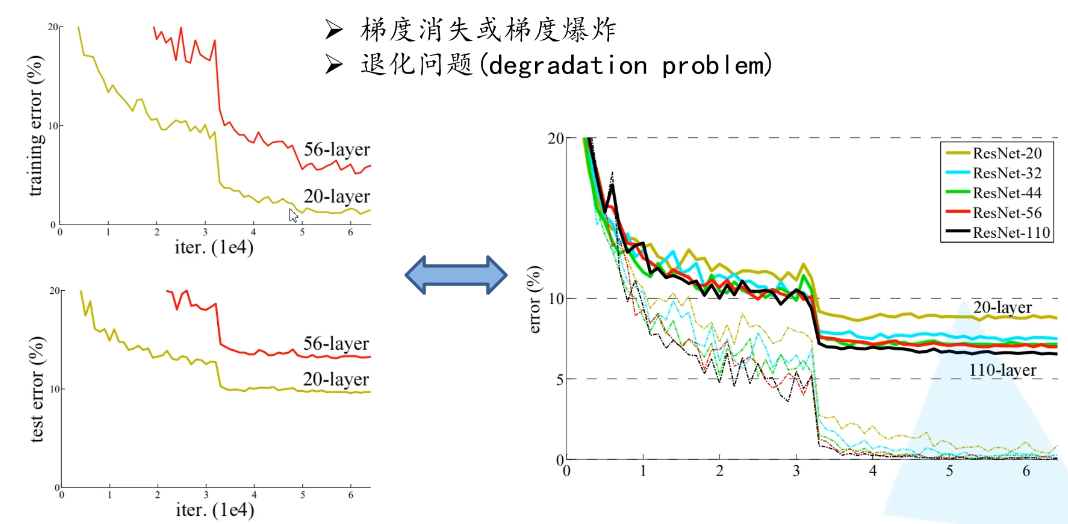 ➢ 梯度消失或梯度爆炸
➢ 退化问题(degradation problem)
training error (%)
20
10
0
56-layer
20-layer
0 1 2 3 4 5 6
iter. (1e4)
test error (%)
20
10
0
56-layer
20-layer
0 1 2 3 4 5 6
iter. (1e4)
error (%)
20
10
5
0
ResNet-20
ResNet-32
ResNet-44
ResNet-56
ResNet-110
20-layer
110-layer
0 1 2 3 4 5 6